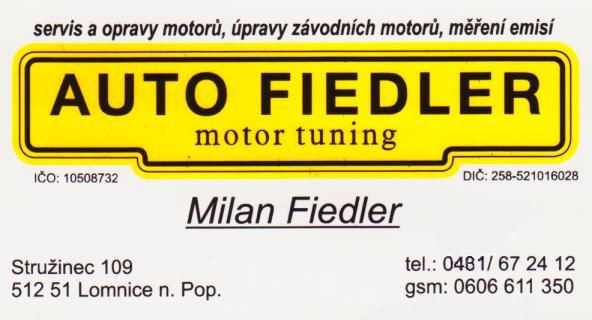 servis a opravy motorů, úpravy závodních motorů, měření emisí
AUTO FIEDLER
motor tuning
IČO: 10508732
DIČ: 258-521016028
Milan Fiedler
Stružinec 109
512 51 Lomnice n. Pop.
tel.: 0481/ 67 24 12
gsm: 0606 611 350